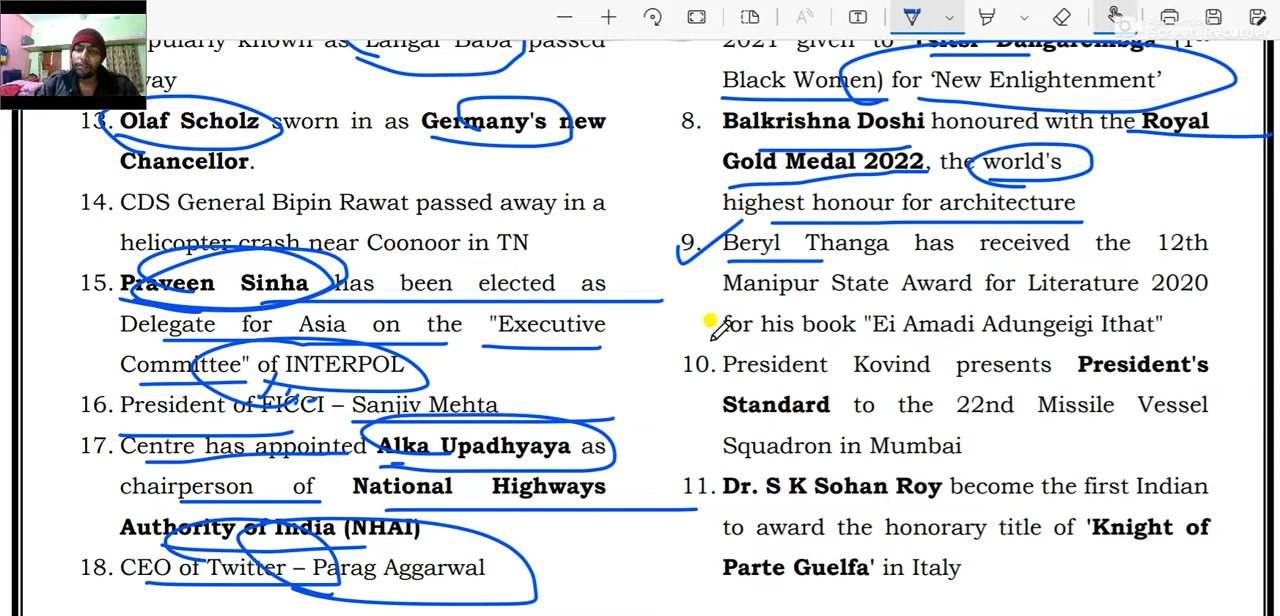 popularly known as Langar Baba passed
away
13. Olaf Scholz sworn in as Germany's new
Chancellor.
14. CDS General Bipin Rawat passed away in a
helicopter crash near Coonoor in TN
15. Praveen Sinha has been elected as
Delegate for Asia on the "Executive
Committee" of INTERPOL
16. President of FICCI – Sanjiv Mehta
17. Centre has appointed Alka Upadhyaya as
chairperson of National Highways
Authority of India (NHAI)
18. CEO of Twitter – Parag Aggarwal
2021 given to Tsitsi Dangarembga (1st
Black Women) for ‘New Enlightenment’
8. Balkrishna Doshi honoured with the Royal
Gold Medal 2022, the world's
highest honour for architecture
9. Beryl Thanga has received the 12th
Manipur State Award for Literature 2020
for his book "Ei Amadi Adungeigi Ithat"
10. President Kovind presents President's
Standard to the 22nd Missile Vessel
Squadron in Mumbai
11. Dr. S K Sohan Roy become the first Indian
to award the honorary title of 'Knight of
Parte Guelfa' in Italy